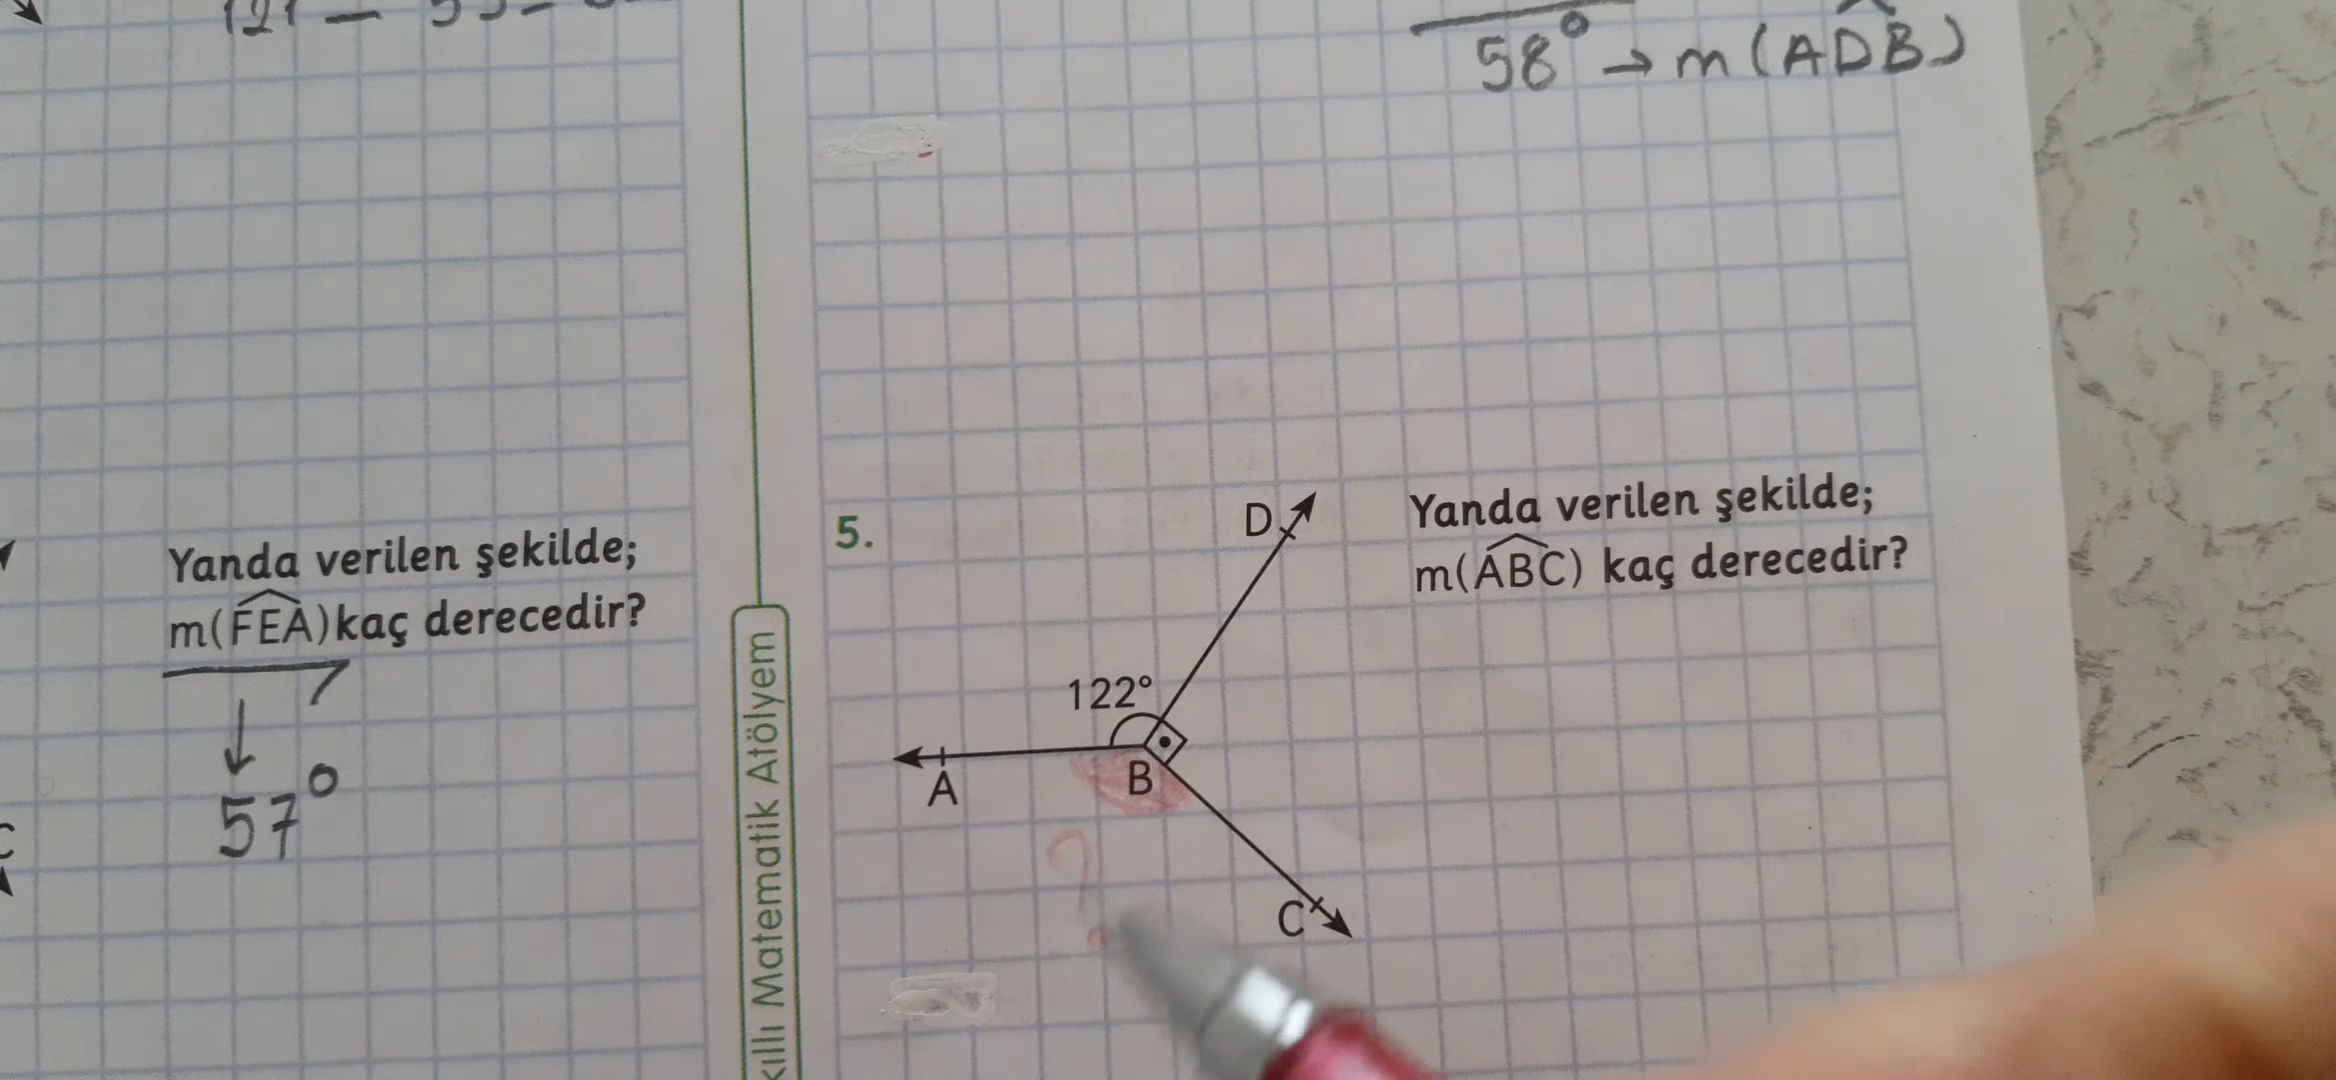 58° → m(ADB)
Yanda verilen şekilde;
m(FEA) kaç derecedir?
57°
Matematik Atölyem
5.
D
122°
A
B
C
?
Yanda verilen şekilde;
m(ABC) kaç derecedir?